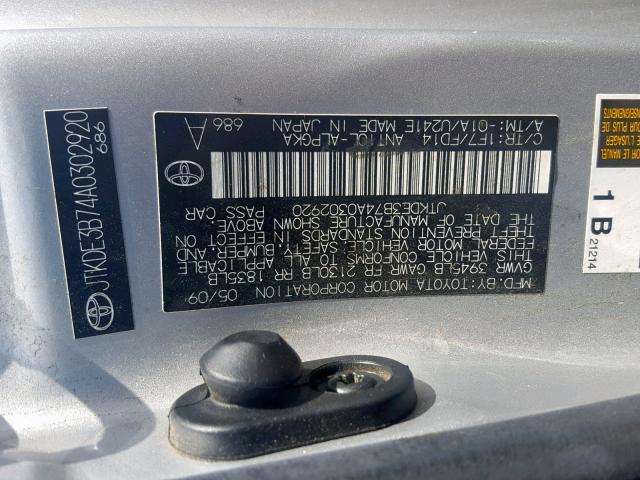 JTKDE3B74A0302920
686
MFD.BY:TOYOTA MOTOR CORPORATION 05/09
GVWR 3945LB GAWR FR 2130LB RR 1835LB
THIS VEHICLE CONFORMS TO ALL APPLICABLE
FEDERAL MOTOR VEHICLE SAFETY, BUMPER, AND
THEFT PREVENTION STANDARDS IN EFFECT ON
THE DATE OF MANUFACTURE SHOWN ABOVE.
JTKDE3B74A0302920 PASS.CAR
C/TR:1F7/FD14 ANT10L-ALPGKA 686
A/TM:-01A/U241E MADE IN JAPAN A
1 B
21214